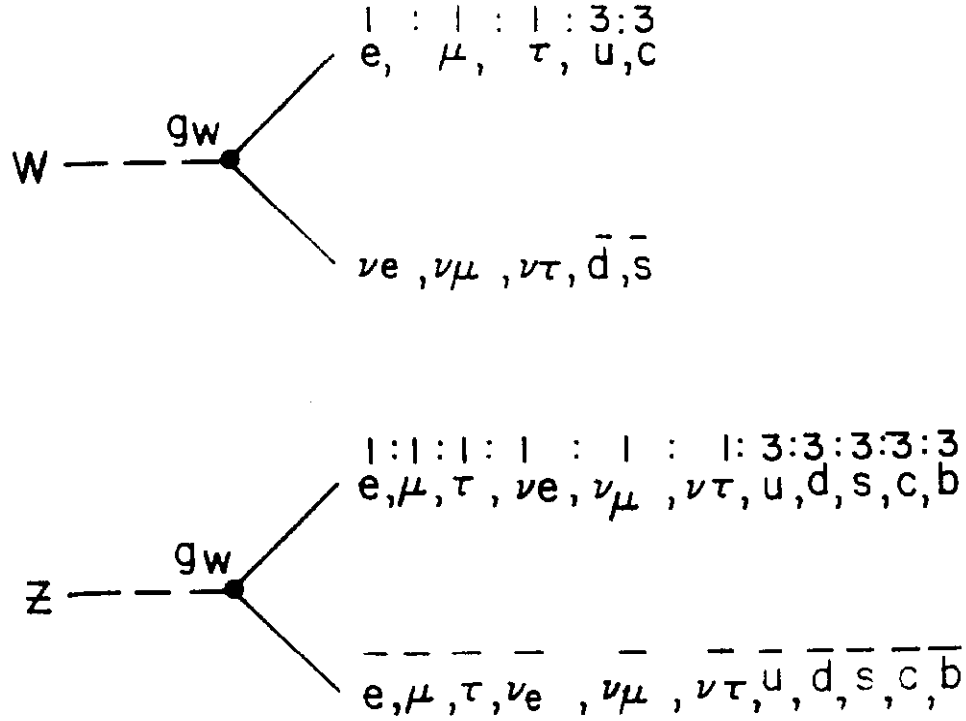 1 : 1 : 1 : 3 : 3
e, μ, τ, u, c
gw
W
νe , νμ , ντ, d̄, s̄
1 : 1 : 1 : 1 : 1 : 1 : 3 : 3 : 3 : 3 : 3
e, μ, τ , νe , νμ , ντ, u, d, s, c, b
gw
Z
e̅, μ̅, τ̅, ν̅e , ν̅μ , ν̅τ, u̅, d̅, s̅, c̅, b̅